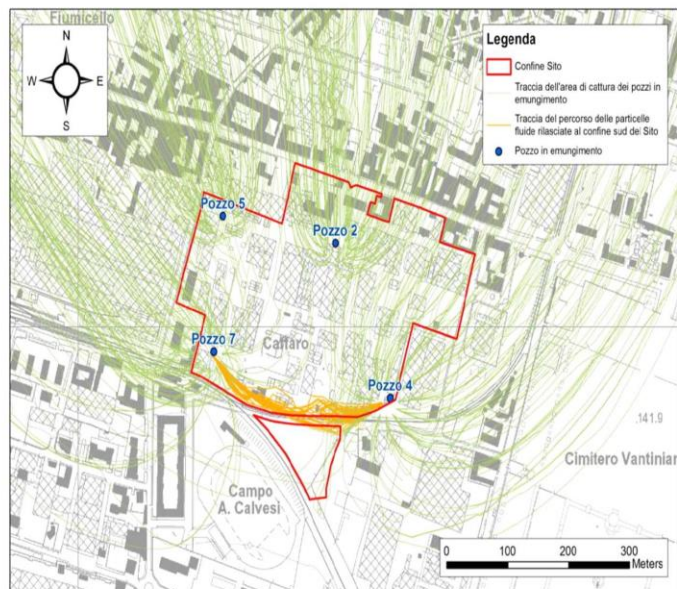 Fiumicello
N
W
E
S
Legenda
Confine Sito
Traccia dell'area di cattura dei pozzi in
emungimento
Traccia del percorso delle particelle
fluide rilasciate al confine sud del Sito
Pozzo in emungimento
Pozzo 5
Pozzo 2
Pozzo 7
Caffaro
Pozzo 4
.141.9
Cimitero Vantinian
Campo
A. Calvesi
0 100 200 300
Meters